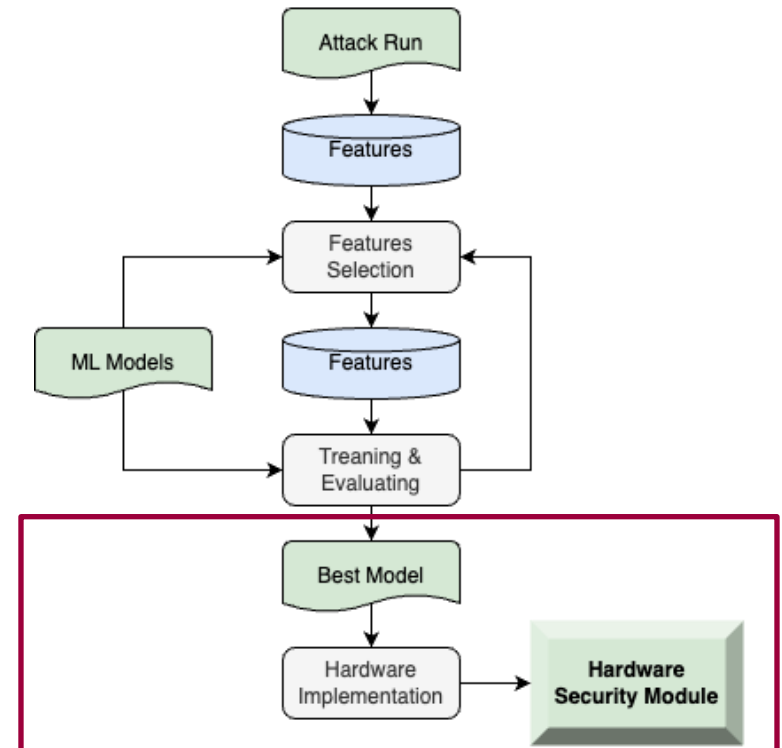 Attack Run
Features
Features
Selection
ML Models
Features
Treaning &
Evaluating
Best Model
Hardware
Implementation
Hardware
Security Module